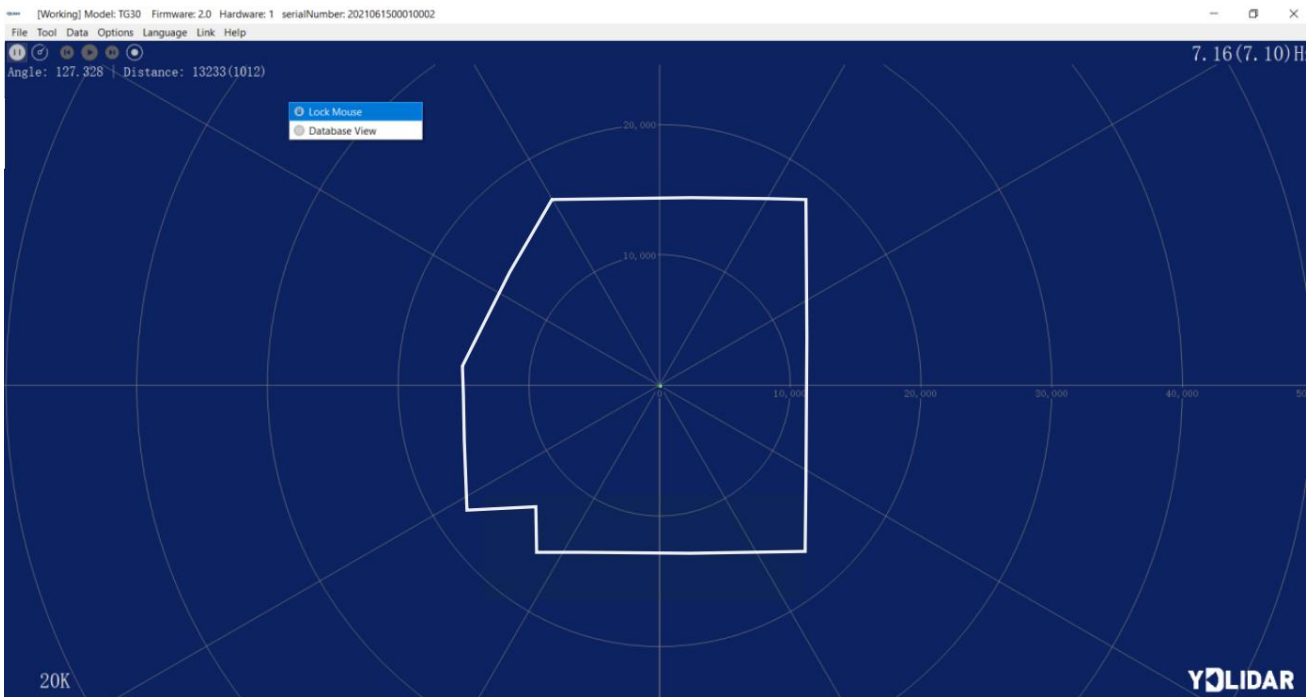 [Working] Model: TG30 Firmware: 2.0 Hardware: 1 serialNumber: 2021061500010002
File Tool Data Options Language Link Help
7.16(7.10)H
Angle: 127.328 | Distance: 13233(1012)
Lock Mouse
Database View
20,000
10,000
0 10,000 20,000 30,000 40,000 50
20K
YDLIDAR